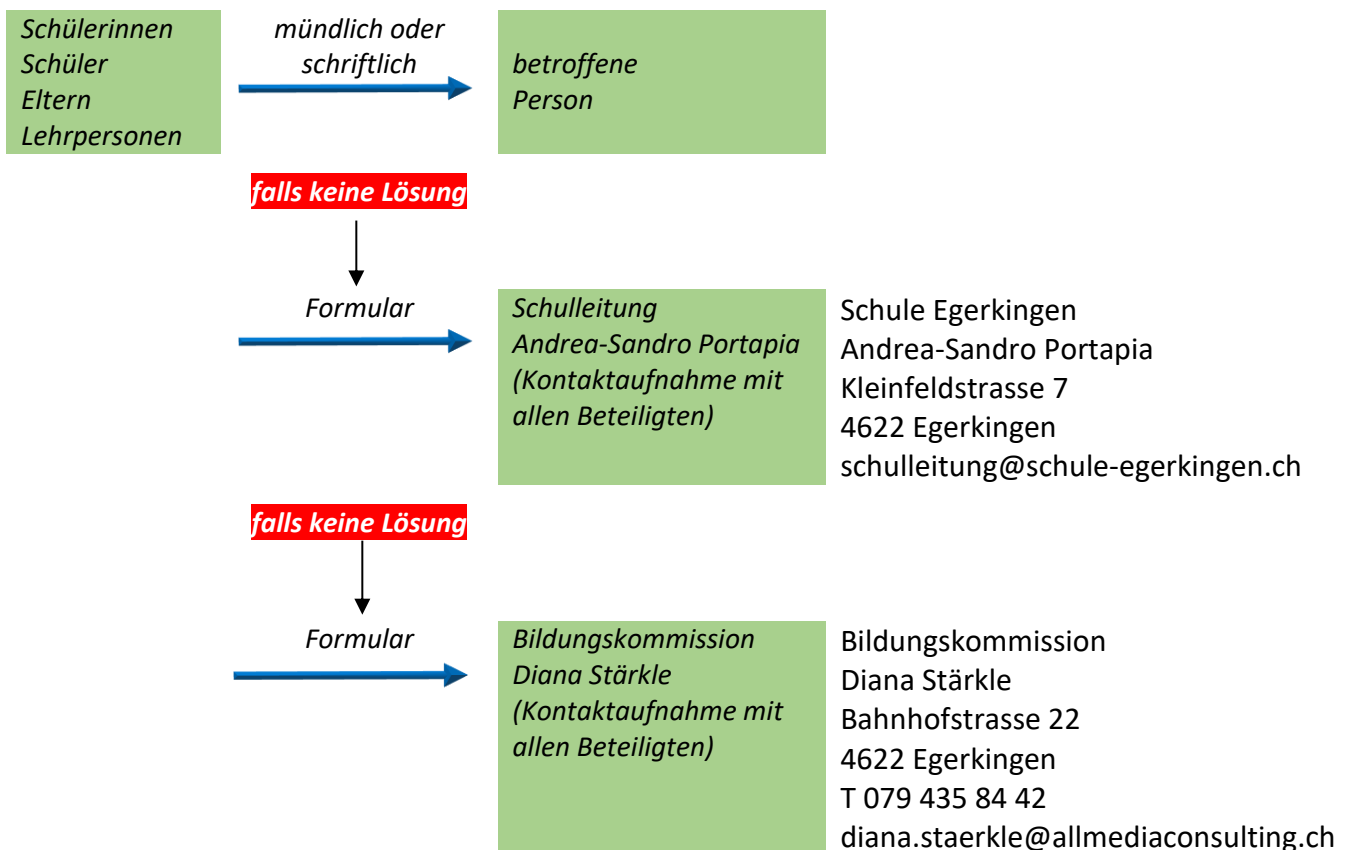 Schülerinnen
Schüler
Eltern
Lehrpersonen
mündlich oder
schriftlich
betroffene
Person
falls keine Lösung
Formular
Schulleitung
Andrea-Sandro Portapia
(Kontaktaufnahme mit
allen Beteiligten)
Schule Egerkingen
Andrea-Sandro Portapia
Kleinfeldstrasse 7
4622 Egerkingen
schulleitung@schule-egerkingen.ch
falls keine Lösung
Formular
Bildungskommission
Diana Stärkle
(Kontaktaufnahme mit
allen Beteiligten)
Bildungskommission
Diana Stärkle
Bahnhofstrasse 22
4622 Egerkingen
T 079 435 84 42
diana.staerkle@allmediaconsulting.ch